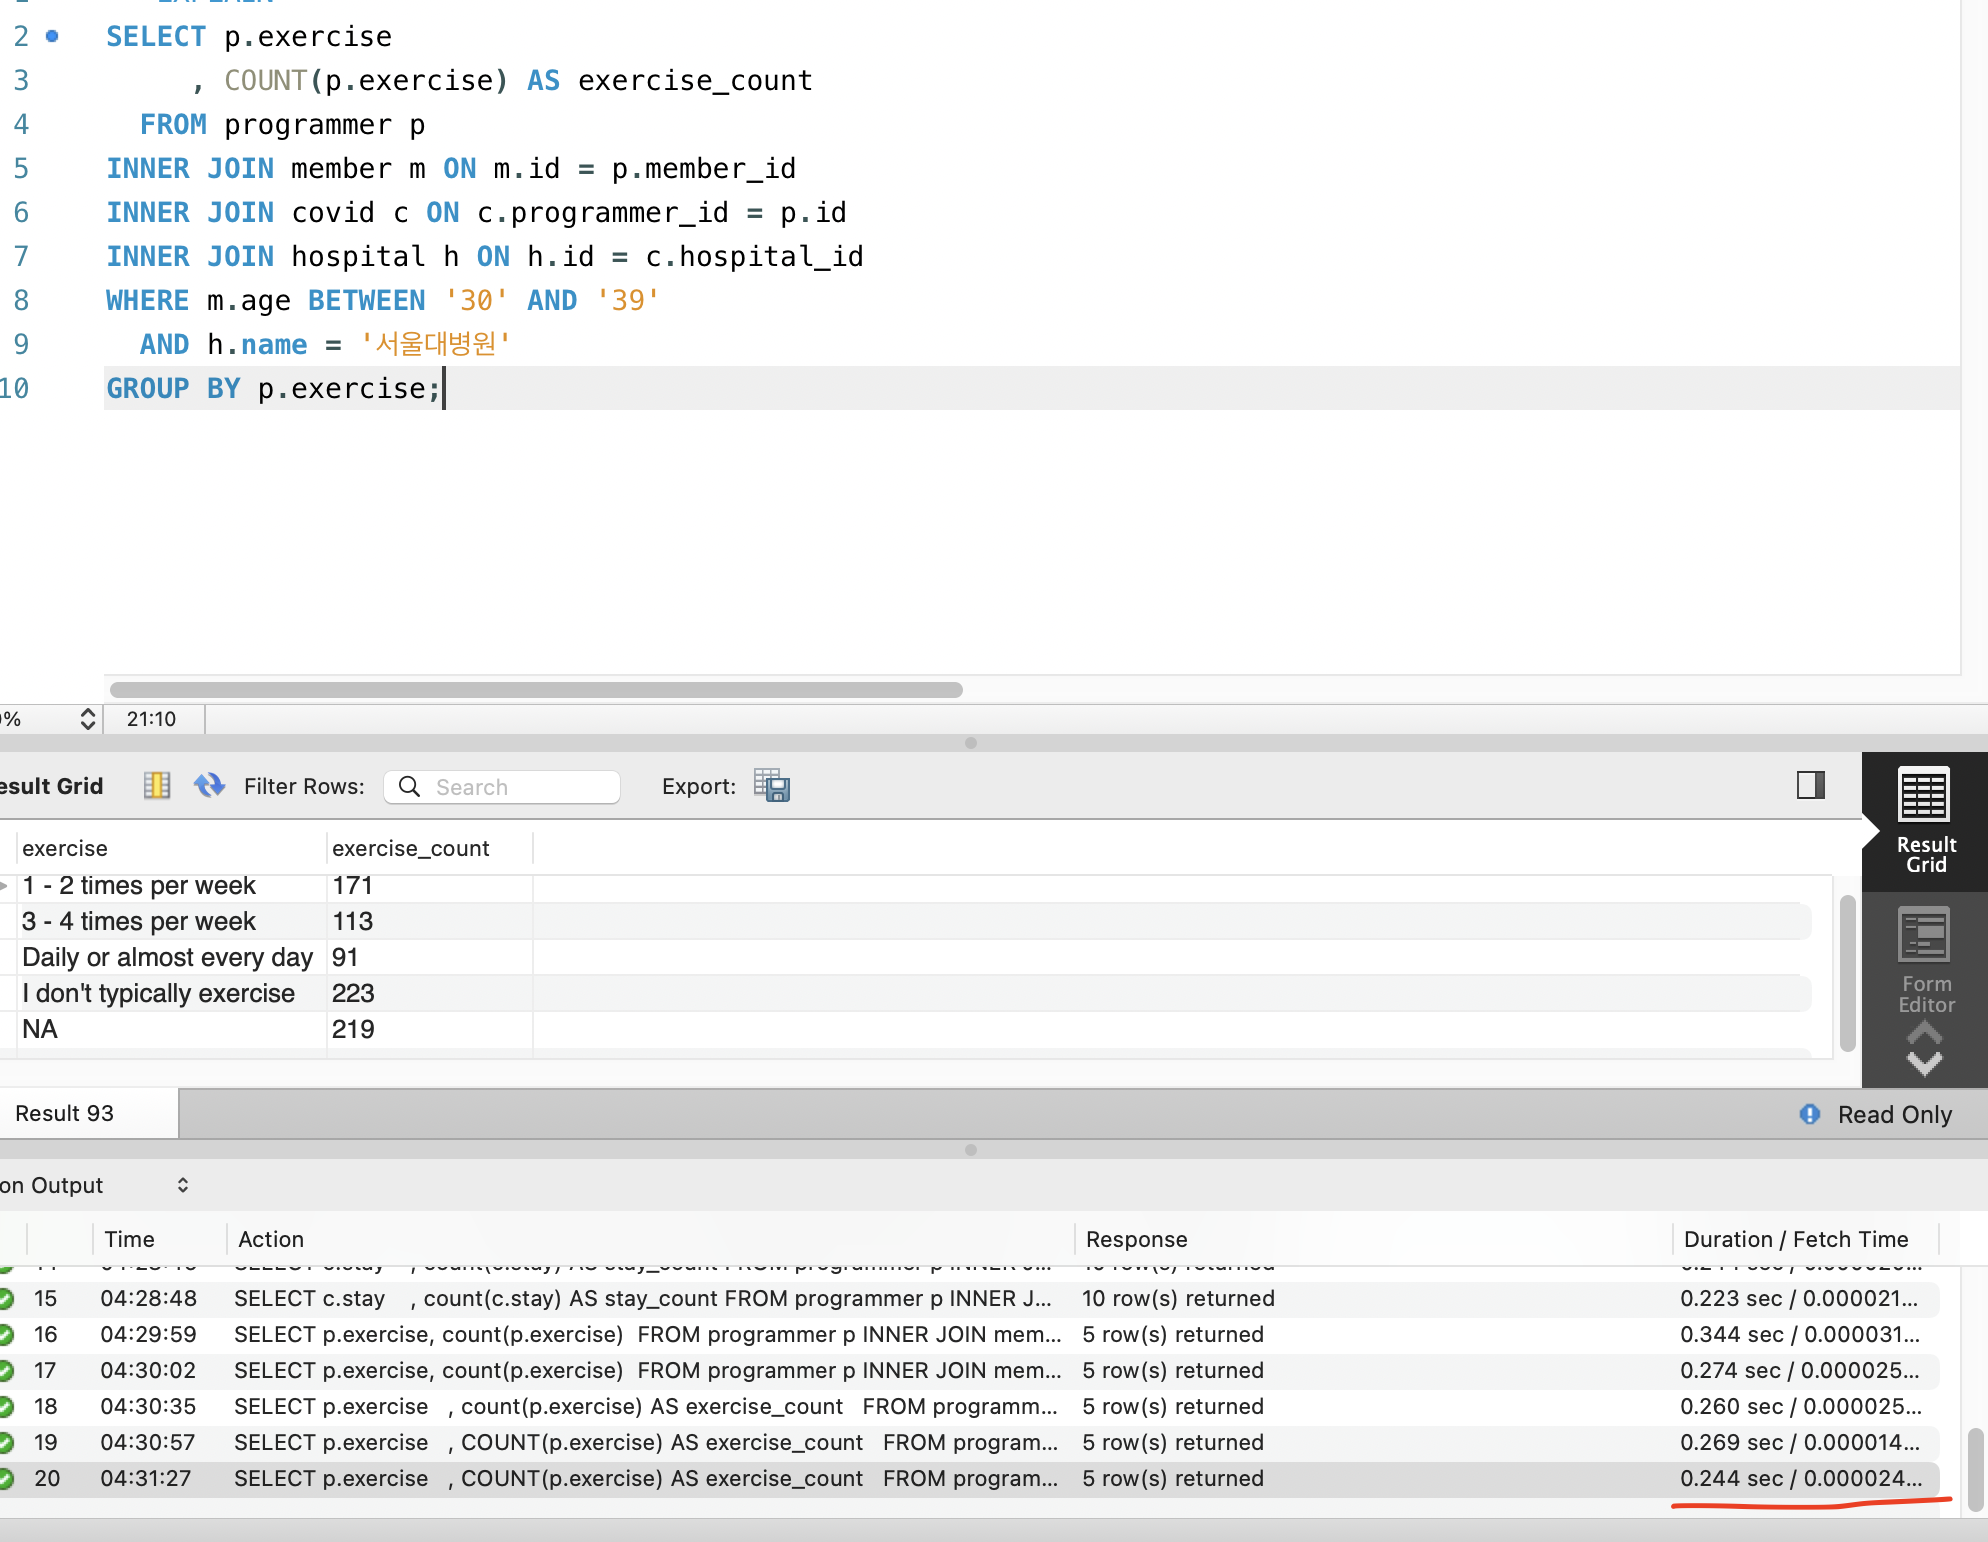 2 SELECT p.exercise
3 , COUNT(p.exercise) AS exercise_count
4 FROM programmer p
5 INNER JOIN member m ON m.id = p.member_id
6 INNER JOIN covid c ON c.programmer_id = p.id
7 INNER JOIN hospital h ON h.id = c.hospital_id
8 WHERE m.age BETWEEN '30' AND '39'
9 AND h.name = '서울대병원'
10 GROUP BY p.exercise;
% 21:10
esult Grid Filter Rows: Search Export:
Result Grid
Form Editor
exercise exercise_count
1 - 2 times per week 171
3 - 4 times per week 113
Daily or almost every day 91
I don't typically exercise 223
NA 219
Result 93 Read Only
on Output
Time Action Response Duration / Fetch Time
15 04:28:48 SELECT c.stay , count(c.stay) AS stay_count FROM programmer p INNER J... 10 row(s) returned 0.223 sec / 0.000021...
16 04:29:59 SELECT p.exercise, count(p.exercise) FROM programmer p INNER JOIN mem... 5 row(s) returned 0.344 sec / 0.000031...
17 04:30:02 SELECT p.exercise, count(p.exercise) FROM programmer p INNER JOIN mem... 5 row(s) returned 0.274 sec / 0.000025...
18 04:30:35 SELECT p.exercise , count(p.exercise) AS exercise_count FROM programm... 5 row(s) returned 0.260 sec / 0.000025...
19 04:30:57 SELECT p.exercise , COUNT(p.exercise) AS exercise_count FROM program... 5 row(s) returned 0.269 sec / 0.000014...
20 04:31:27 SELECT p.exercise , COUNT(p.exercise) AS exercise_count FROM program... 5 row(s) returned 0.244 sec / 0.000024...